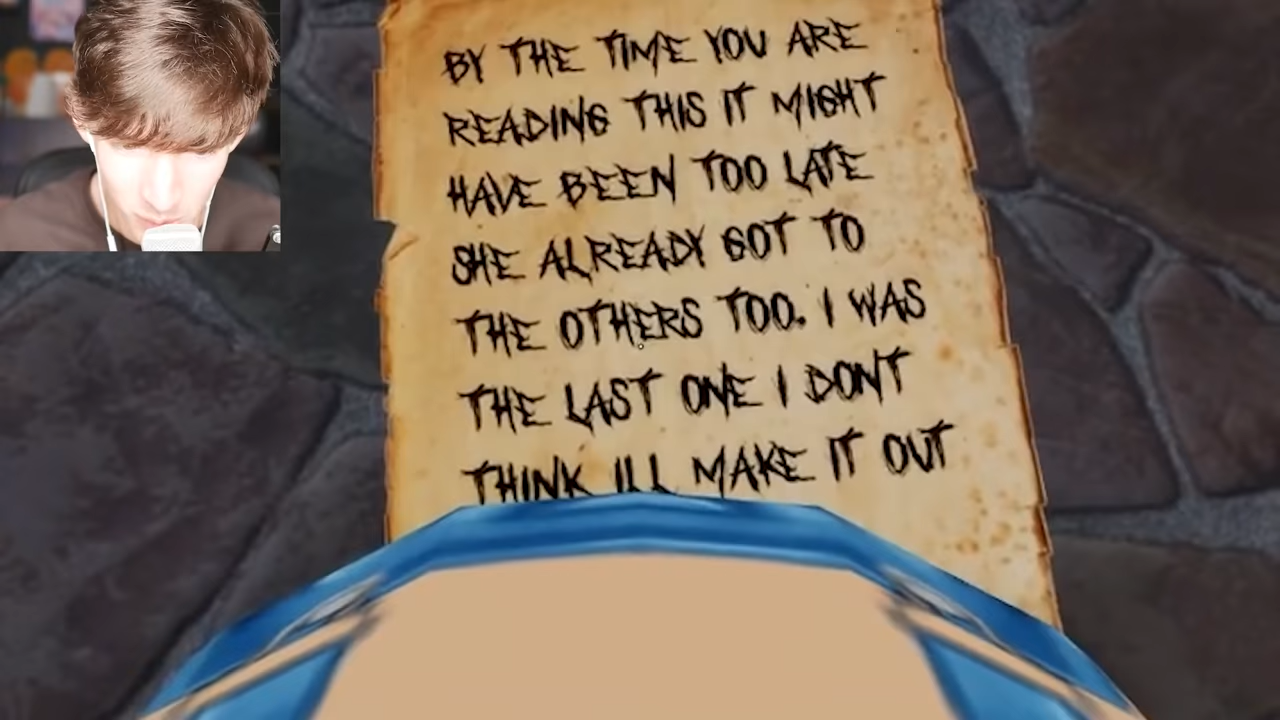 BY THE TIME YOU ARE
READING THIS IT MIGHT
HAVE BEEN TOO LATE
SHE ALREADY GOT TO
THE OTHERS TOO. I WAS
THE LAST ONE I DONT
THINK ILL MAKE IT OUT